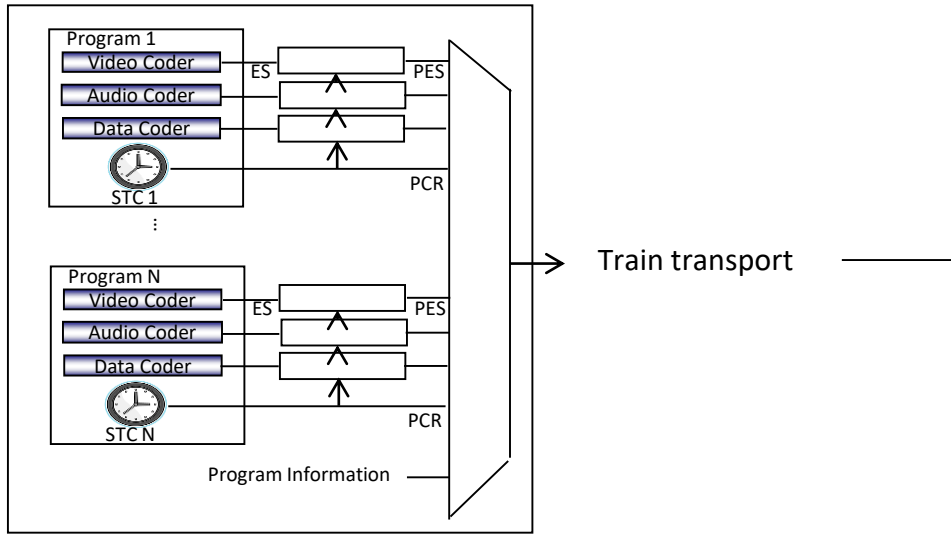 Program 1
Video Coder
ES
PES
Audio Coder
Data Coder
PCR
STC 1
...
Program N
Video Coder
ES
PES
Audio Coder
Data Coder
PCR
STC N
Program Information
Train transport